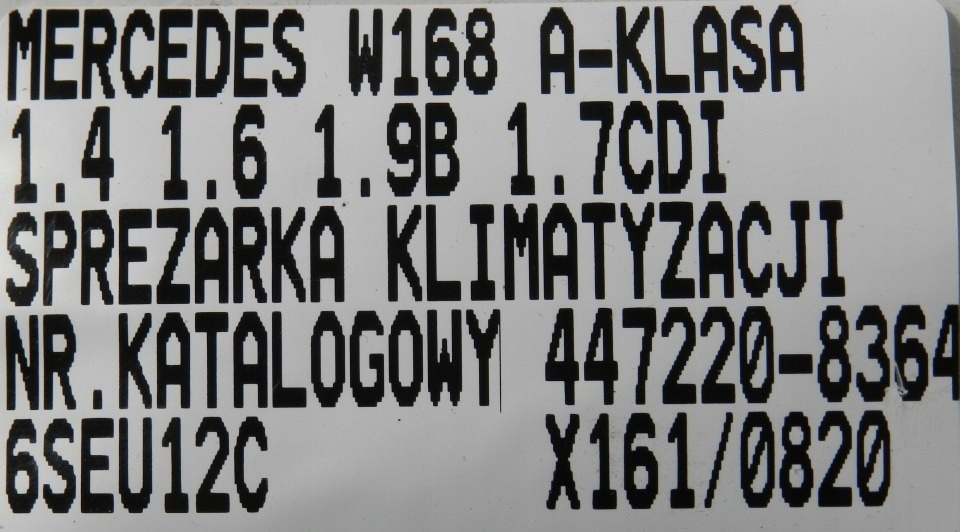 MERCEDES W168 A-KLASA
1.4 1.6 1.9B 1.7CDI
SPREZARKA KLIMATYZACJI
NR.KATALOGOWY 447220-8364
6SEU12C X161/0820